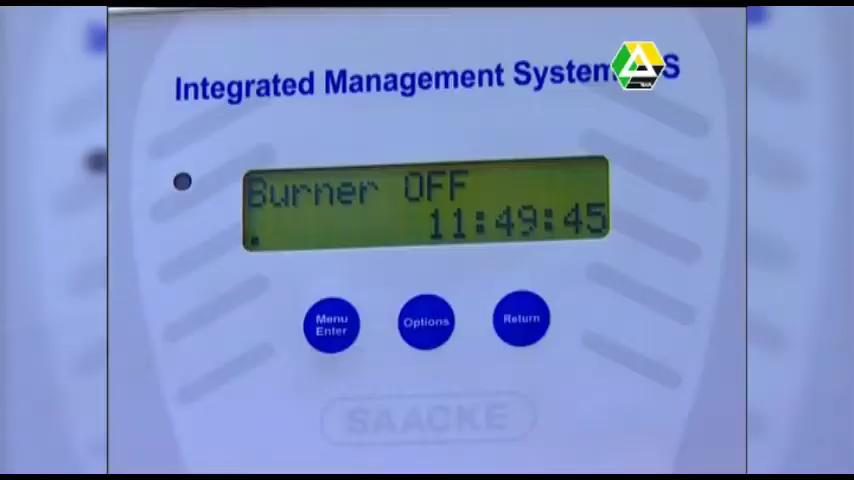 Integrated Management System
Burner OFF
. 11:49:45
Menu
Enter
Options
Return
SAACKE